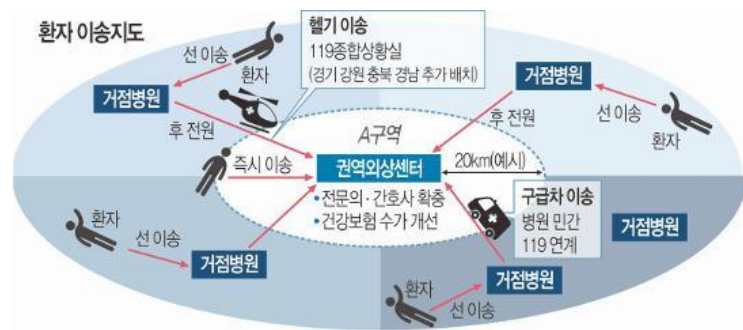 환자 이송지도
헬기 이송
119종합상황실
(경기 강원 충북 경남 추가 배치)
선 이송
환자
거점병원
후 전원
거점병원
선 이송
환자
후 전원
A구역
즉시 이송
권역외상센터
20km(예시)
•전문의·간호사 확충
•건강보험 수가 개선
구급차 이송
병원 민간
119 연계
거점병원
환자
선 이송
거점병원
거점병원
환자
선 이송